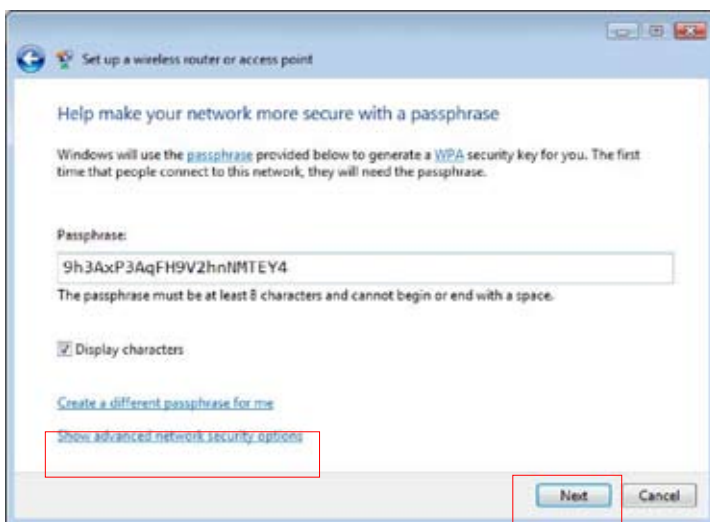 Set up a wireless router or access point
Help make your network more secure with a passphrase
Windows will use the passphrase provided below to generate a WPA security key for you. The first
time that people connect to this network, they will need the passphrase.
Passphrase:
9h3AxP3AqFH9V2hnNMTEY4
The passphrase must be at least 8 characters and cannot begin or end with a space.
Display characters
Create a different passphrase for me
Show advanced network security options
Next Cancel